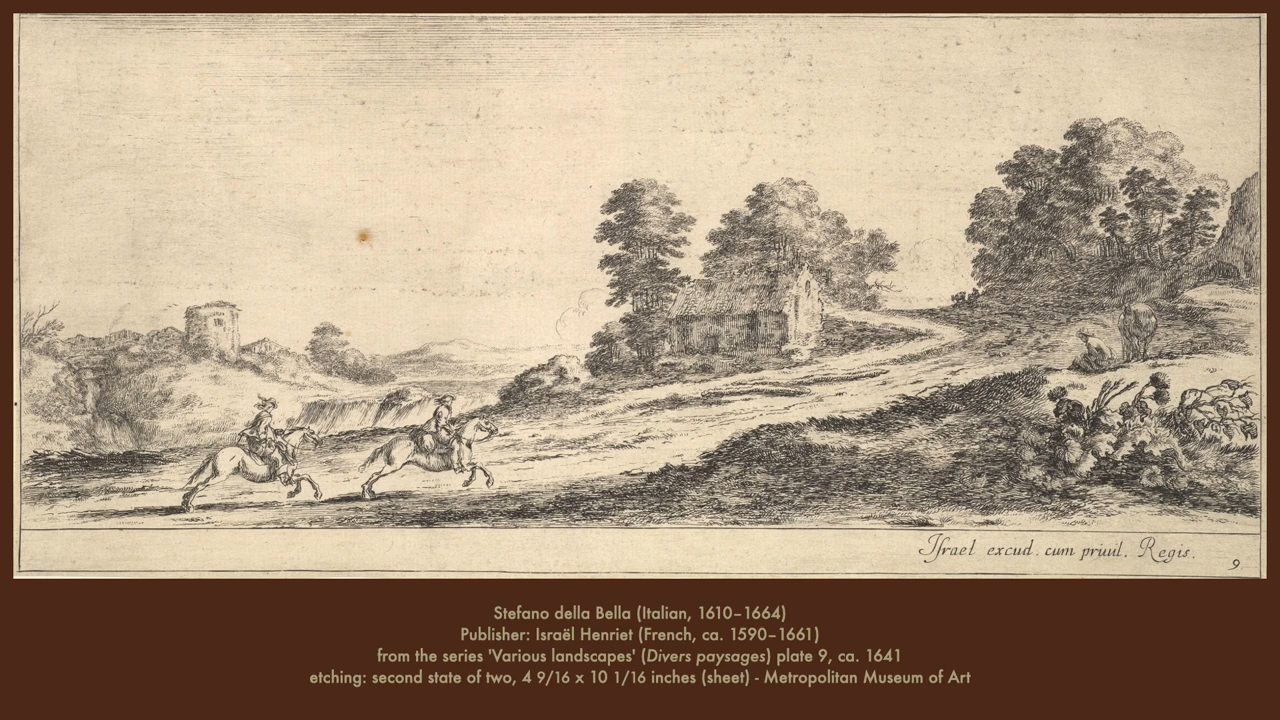 Israel excud. cum priuil. Regis.
9
Stefano della Bella (Italian, 1610–1664)
Publisher: Israël Henriet (French, ca. 1590–1661)
from the series 'Various landscapes' (Divers paysages) plate 9, ca. 1641
etching: second state of two, 4 9/16 x 10 1/16 inches (sheet) - Metropolitan Museum of Art